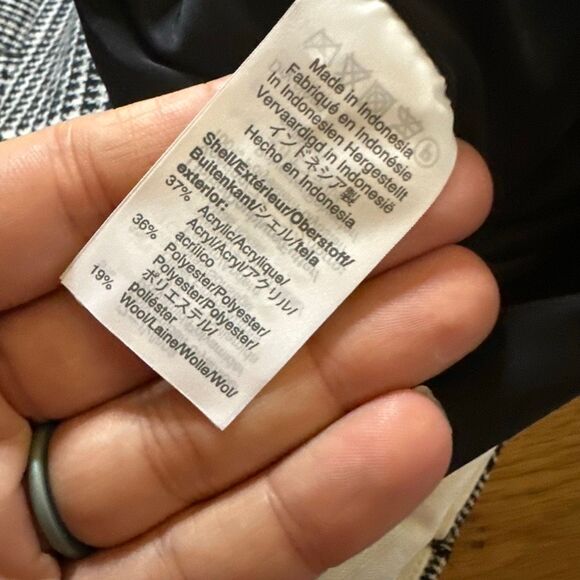 Made in Indonesia
Fabriqué en Indonésie
In Indonesien Hergestellt
Vervaardigd in Indonesië
インドネシア製
Hecho en Indonesia
Shell/Extérieur/Oberstoff/
Buitenkant/シェル/tela
exterior:
37% Acrylic/Acrylique/
Acryl/Acryl/アクリル/
acrílico
36% Polyester/Polyester/
Polyester/Polyester/
ポリエステル/
poliéster
19% Wool/Laine/Wolle/Wol/